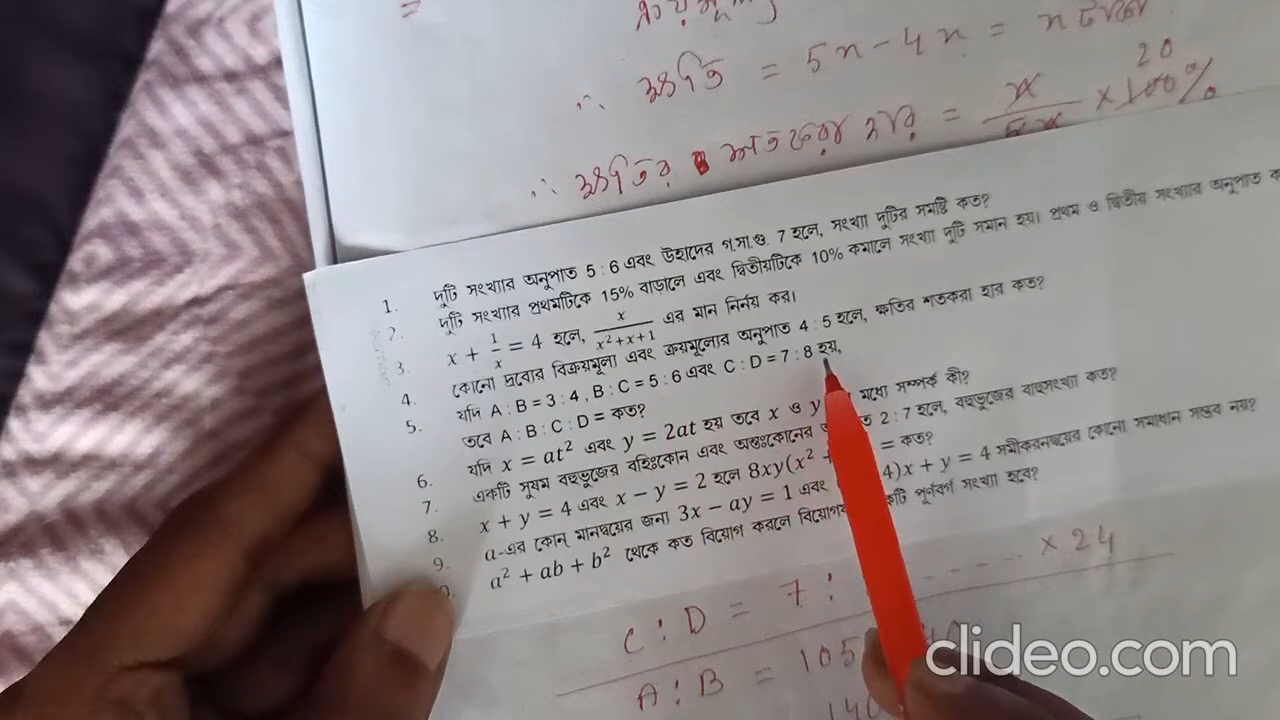 =
∴ ক্ষতি = 5x - 4x = x টাকা
20
∴ ক্ষতির শতকরা হার = x/5x × 100%
1. দুটি সংখ্যার অনুপাত 5 : 6 এবং উহাদের গ.সা.গু. 7 হলে, সংখ্যা দুটির সমষ্টি কত?
2. দুটি সংখ্যার প্রথমটিকে 15% বাড়ালে এবং দ্বিতীয়টিকে 10% কমালে সংখ্যা দুটি সমান হয়। প্রথম ও দ্বিতীয় সংখ্যার অনুপাত
3. x + 1/x = 4 হলে, x/(x² + x + 1) এর মান নির্নয় কর।
4. কোনো দ্রব্যের বিক্রয়মূল্য এবং ক্রয়মূল্যের অনুপাত 4 : 5 হলে, ক্ষতির শতকরা হার কত?
5. যদি A : B = 3 : 4 , B : C = 5 : 6 এবং C : D = 7 : 8 হয়,
তবে A : B : C : D = কত?
6. যদি x = at² এবং y = 2at হয় তবে x ও y মধ্যে সম্পর্ক কী?
7. একটি সুষম বহুভুজের বহিঃকোন এবং অন্তঃকোনের 2 : 7 হলে, বহুভুজের বাহুসংখ্যা কত?
8. x + y = 4 এবং x − y = 2 হলে 8xy(x² + = কত?
9. a-এর কোন্ মানদ্বয়ের জন্য 3x − ay = 1 এবং 4)x + y = 4 সমীকরনদ্বয়ের কোনো সমাধান সম্ভব নয়?
a² + ab + b² থেকে কত বিয়োগ করলে পূর্ণবর্গ সংখ্যা হবে?
× 24
C : D = 7 :
A : B = 105
140
clideo.com